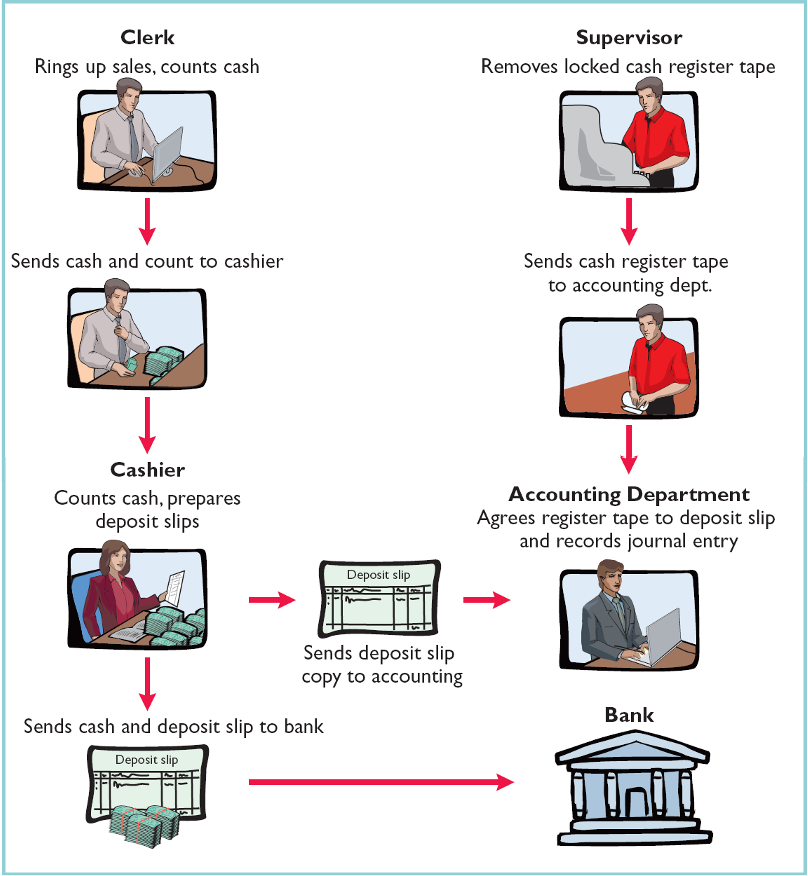 Clerk
Rings up sales, counts cash
Supervisor
Removes locked cash register tape
Sends cash and count to cashier
Sends cash register tape
to accounting dept.
Cashier
Counts cash, prepares
deposit slips
Accounting Department
Agrees register tape to deposit slip
and records journal entry
Deposit slip
Sends deposit slip
copy to accounting
Sends cash and deposit slip to bank
Deposit slip
Bank